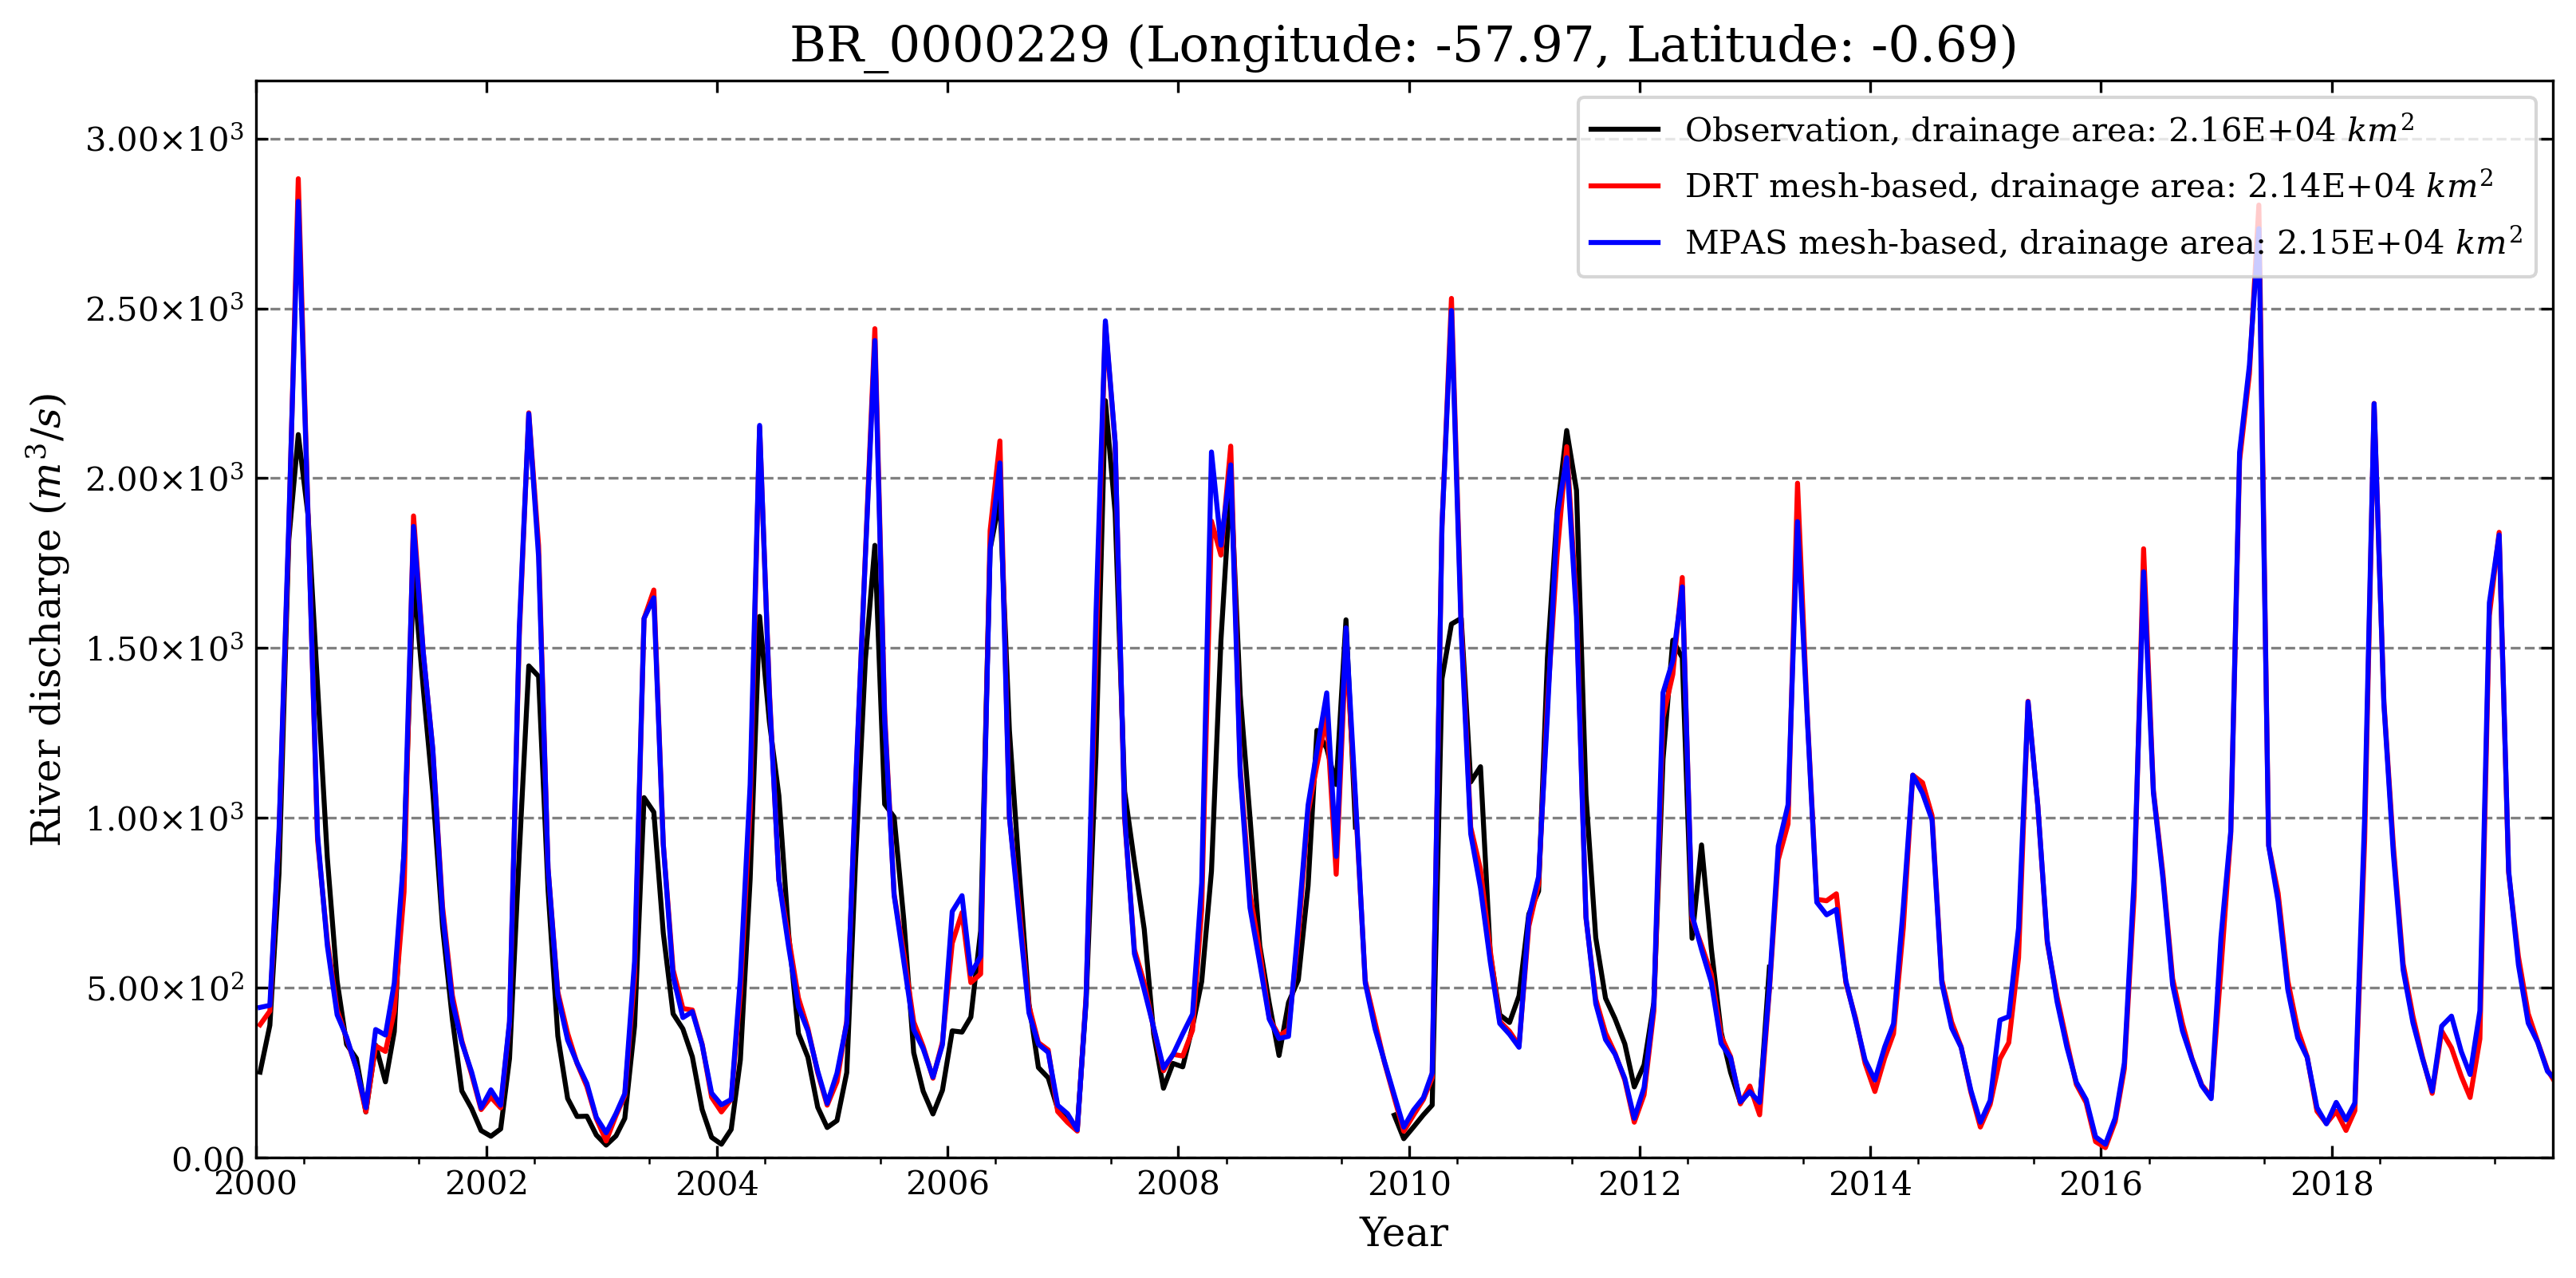 BR_0000229 (Longitude: -57.97, Latitude: -0.69)
Observation, drainage area: 2.16E+04 km²
DRT mesh-based, drainage area: 2.14E+04 km²
MPAS mesh-based, drainage area: 2.15E+04 km²
River discharge (m³/s)
3.00×10³
2.50×10³
2.00×10³
1.50×10³
1.00×10³
5.00×10²
0.00
2000 2002 2004 2006 2008 2010 2012 2014 2016 2018
Year